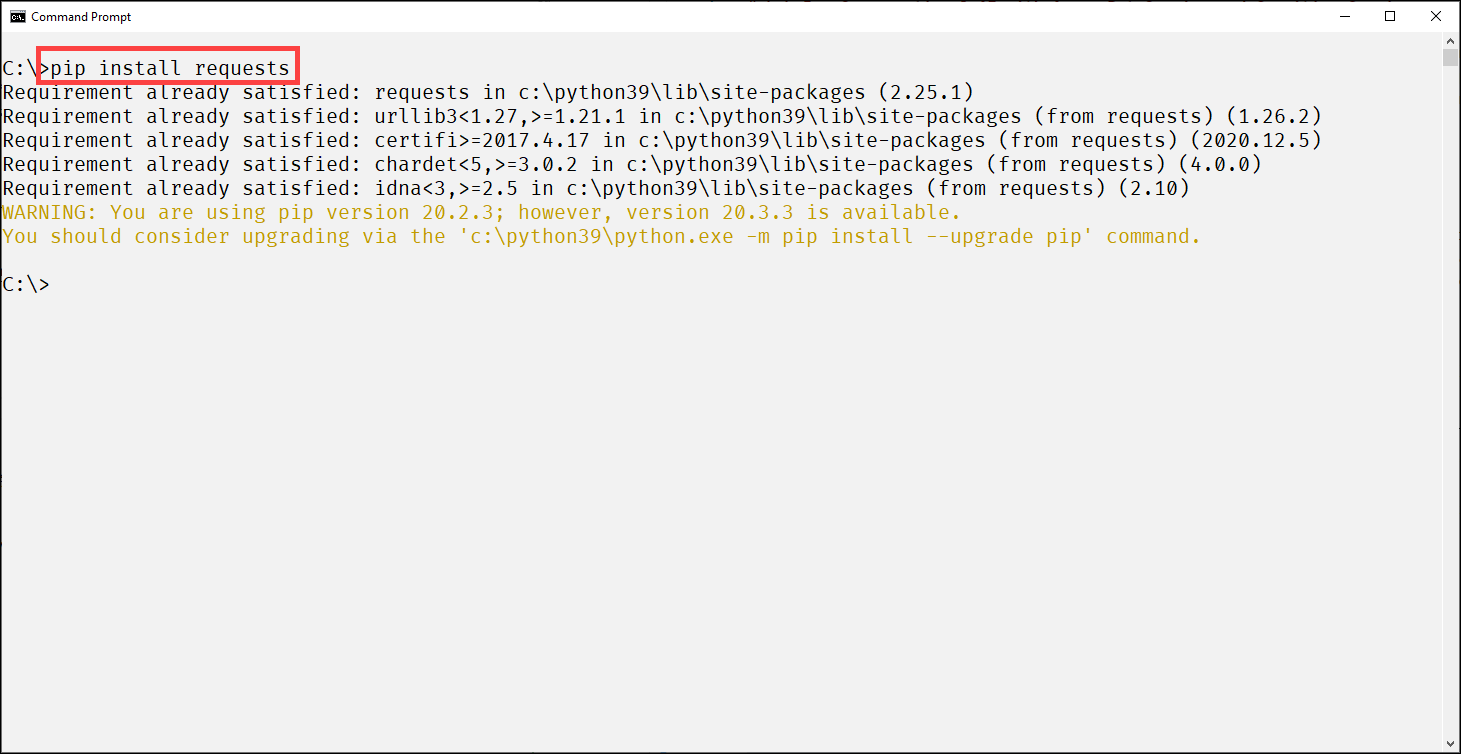 Command Prompt
C:\>pip install requests
Requirement already satisfied: requests in c:\python39\lib\site-packages (2.25.1)
Requirement already satisfied: urllib3<1.27,>=1.21.1 in c:\python39\lib\site-packages (from requests) (1.26.2)
Requirement already satisfied: certifi>=2017.4.17 in c:\python39\lib\site-packages (from requests) (2020.12.5)
Requirement already satisfied: chardet<5,>=3.0.2 in c:\python39\lib\site-packages (from requests) (4.0.0)
Requirement already satisfied: idna<3,>=2.5 in c:\python39\lib\site-packages (from requests) (2.10)
WARNING: You are using pip version 20.2.3; however, version 20.3.3 is available.
You should consider upgrading via the 'c:\python39\python.exe -m pip install --upgrade pip' command.
C:\>